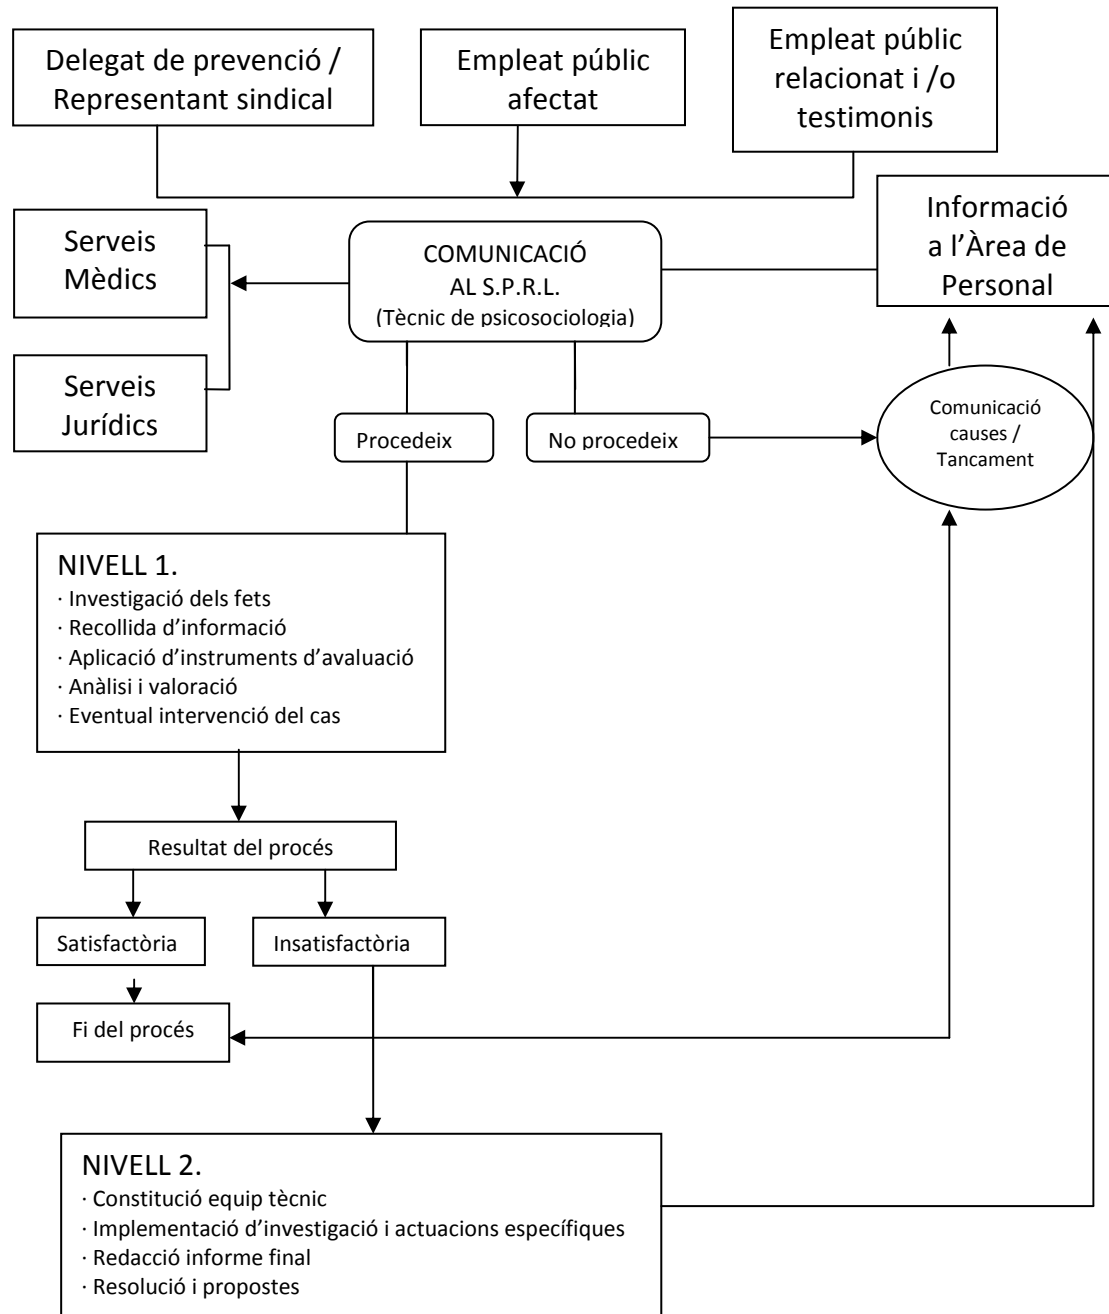 Delegat de prevenció /
Representant sindical
Empleat públic
afectat
Empleat públic
relacionat i /o
testimonis
Informació
a l'Àrea de
Personal
Serveis
Mèdics
COMUNICACIÓ
AL S.P.R.L.
(Tècnic de psicosociologia)
Serveis
Jurídics
Procedeix
No procedeix
Comunicació
causes /
Tancament
NIVELL 1.
· Investigació dels fets
· Recollida d'informació
· Aplicació d'instruments d'avaluació
· Anàlisi i valoració
· Eventual intervenció del cas
Resultat del procés
Satisfactòria
Insatisfactòria
Fi del procés
NIVELL 2.
· Constitució equip tècnic
· Implementació d'investigació i actuacions específiques
· Redacció informe final
· Resolució i propostes